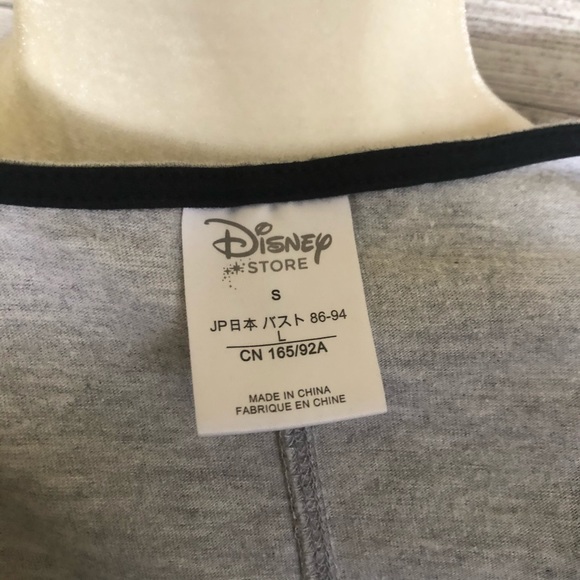 Disney
STORE
S
JP日本 バスト 86-94
L
CN 165/92A
MADE IN CHINA
FABRIQUE EN CHINE